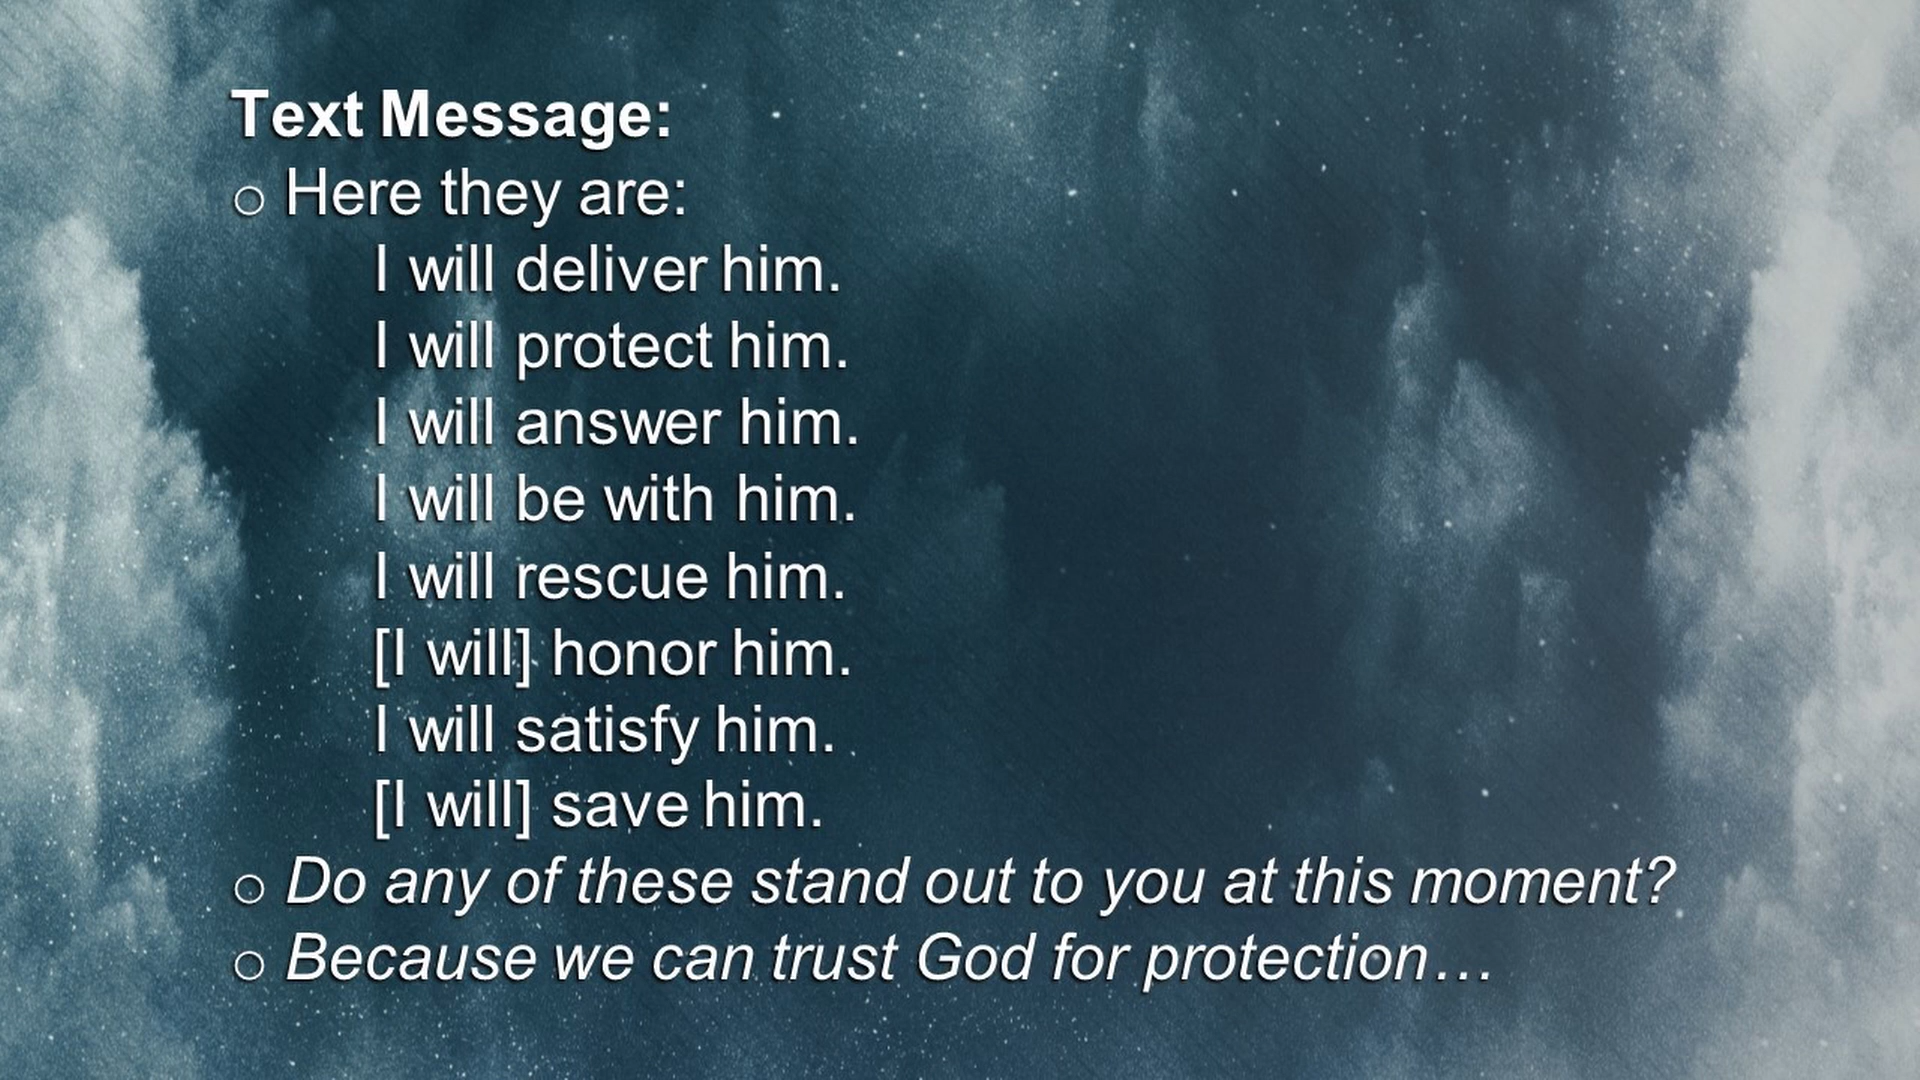 Text Message:
○ Here they are:
I will deliver him.
I will protect him.
I will answer him.
I will be with him.
I will rescue him.
[I will] honor him.
I will satisfy him.
[I will] save him.
○ Do any of these stand out to you at this moment?
○ Because we can trust God for protection…